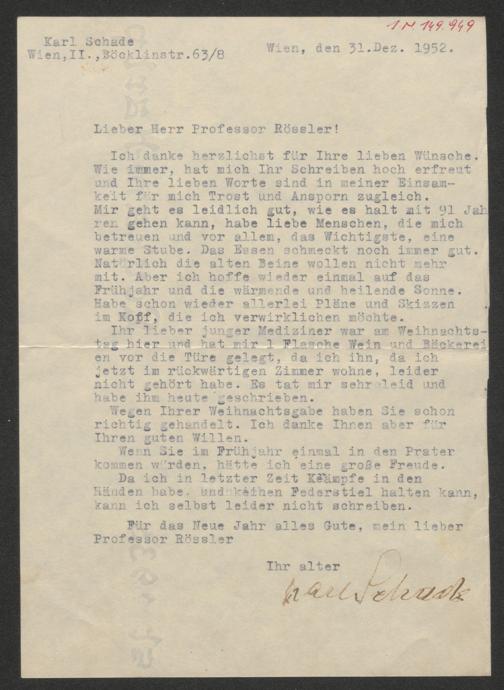 1 N 149.949
Karl Schade
Wien,II.,Böcklinstr.63/8
Wien, den 31.Dez. 1952.
Lieber Herr Professor Rössler!
Ich danke herzlichst für Ihre lieben Wünsche.
Wie immer, hat mich Ihr Schreiben hoch erfreut
und Ihre lieben Worte sind in meiner Einsam-
keit für mich Trost und Ansporn zugleich.
Mir geht es leidlich gut, wie es halt mit 91 Jah
ren gehen kann, habe liebe Menschen, die mich
betreuen und vor allem, das Wichtigste, eine
warme Stube. Das Essen schmeckt noch immer gut.
Natürlich die alten Beine wollen nicht mehr
mit. Aber ich hoffe wieder einmal auf das
Frühjahr und die wärmende und heilende Sonne.
Habe schon wieder allerlei Pläne und Skizzen
im Kopf, die ich verwirklichen möchte.
Ihr lieber junger Mediziner war am Weihnachts-
tag hier und hat mir 1 Flasche Wein und Bäckerei
en vor die Türe gelegt, da ich ihn, da ich
jetzt im rückwärtigen Zimmer wohne, leider
nicht gehört habe. Es tat mir sehr leid und
habe ihm heute geschrieben.
Wegen Ihrer Weihnachtsgabe haben Sie schon
richtig gehandelt. Ich danke Ihnen aber für
Ihren guten Willen.
Wenn Sie im Frühjahr einmal in den Prater
kommen würden, hätte ich eine große Freude.
Da ich in letzter Zeit Krämpfe in den
Händen habe, und keinen Federstiel halten kann,
kann ich selbst leider nicht schreiben.
Für das Neue Jahr alles Gute, mein lieber
Professor Rössler
Ihr alter
Karl Schade